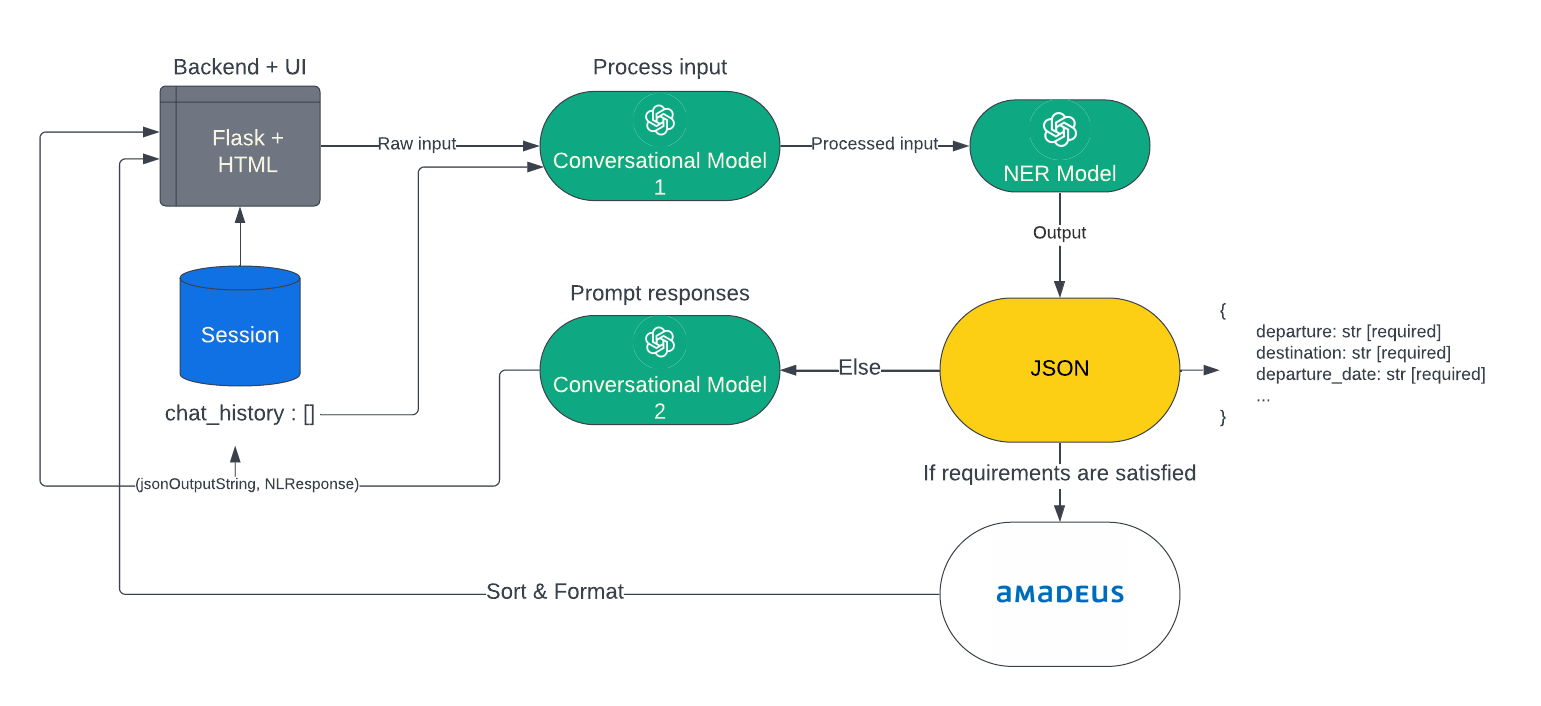 Backend + UI
Process input
Flask +
HTML
Raw input
Conversational Model
1
Processed input
NER Model
Output
Session
Prompt responses
Conversational Model
2
Else
JSON
{
departure: str [required]
destination: str [required]
departure_date: str [required]
...
}
chat_history : []
(jsonOutputString, NLResponse)
If requirements are satisfied
Sort & Format
amadeus